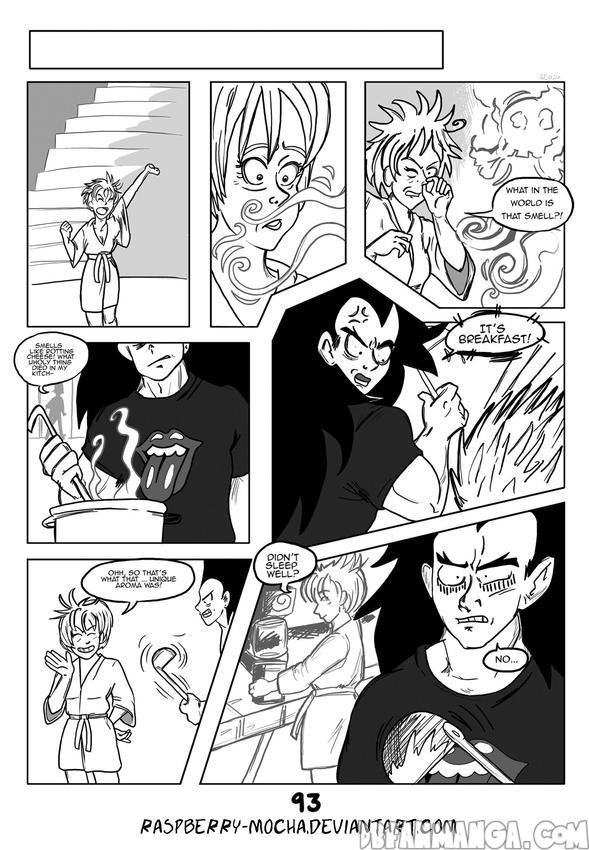 WHAT IN THE
WORLD IS
THAT SMELL?!
SMELLS
LIKE ROTTING
CHEESE! WHAT
UHOLY THING
DIED IN MY
KITCH-
IT'S
BREAKFAST!
OHH, SO THAT'S
WHAT THAT ... UNIQUE
AROMA WAS!
DIDN'T
SLEEP
WELL?
NO...
93
RASPBERRY-MOCHA.DEVIANTART.COM
DBFANMANGA.COM